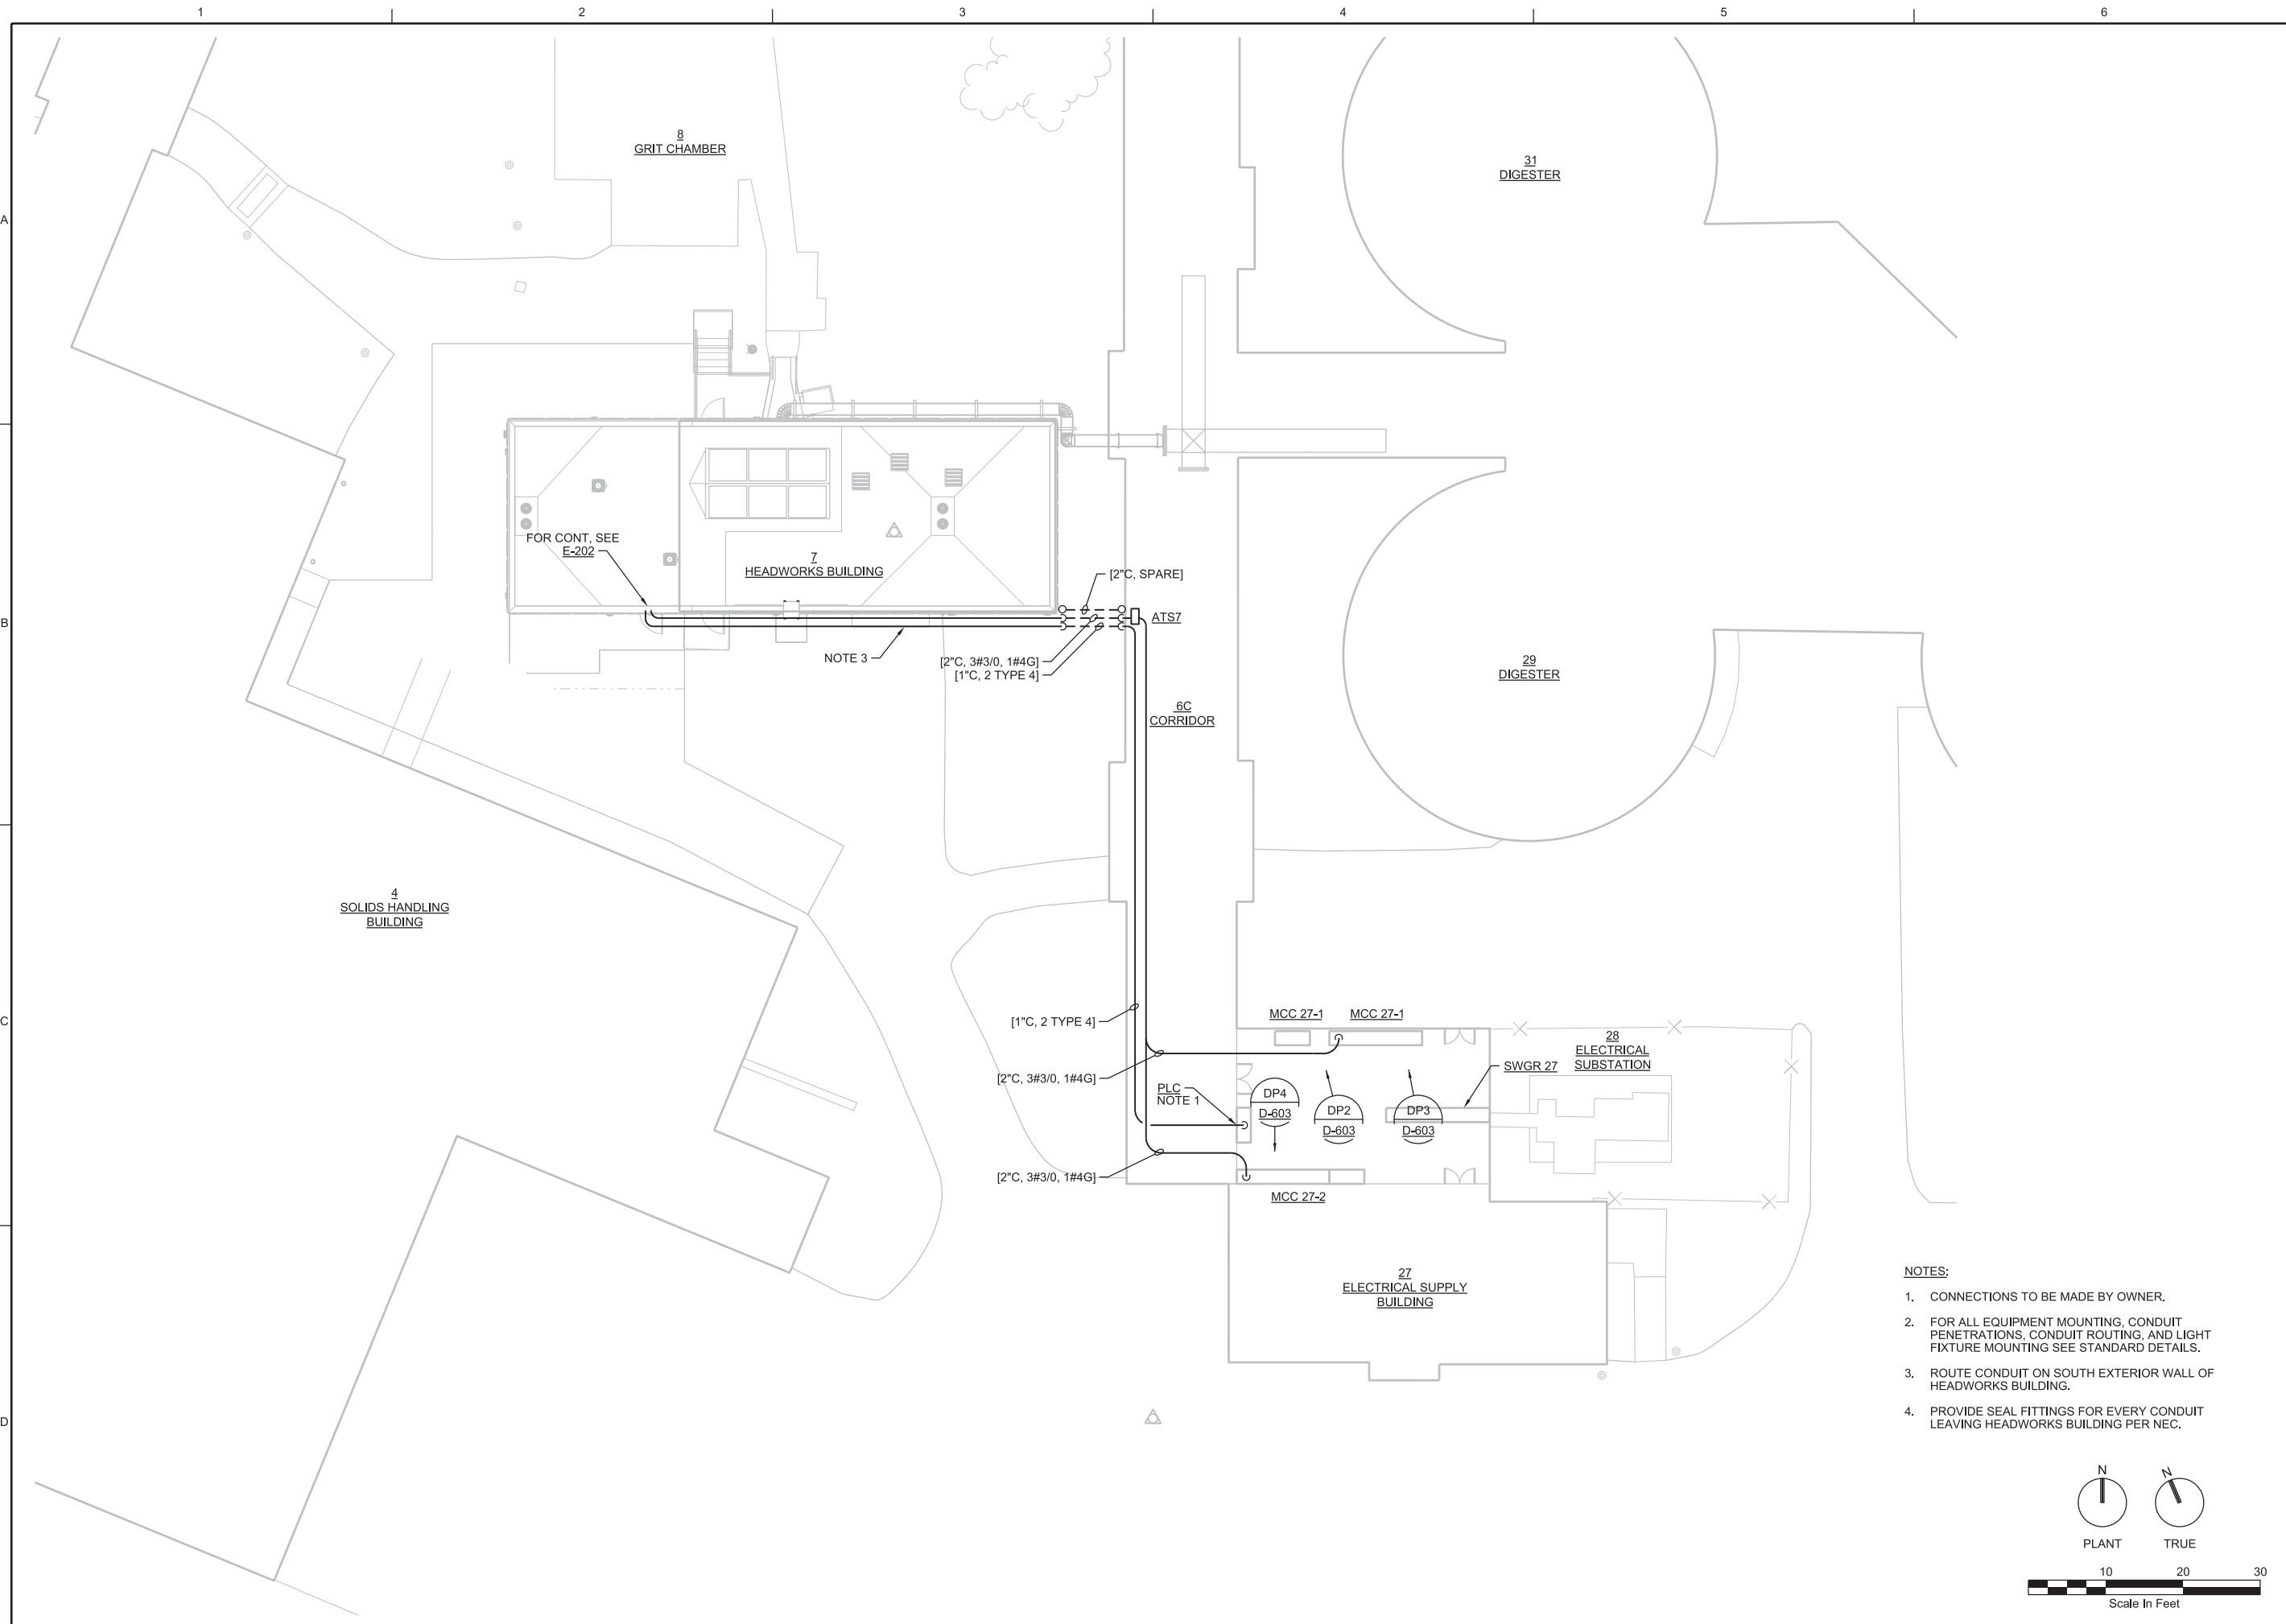 1
2
3
4
5
6
A
B
C
D
8
GRIT CHAMBER
31
DIGESTER
FOR CONT, SEE
E-202
7
HEADWORKS BUILDING
[2"C, SPARE]
ATS7
NOTE 3
[2"C, 3#3/0, 1#4G]
[1"C, 2 TYPE 4]
29
DIGESTER
6C
CORRIDOR
4
SOLIDS HANDLING
BUILDING
[1"C, 2 TYPE 4]
MCC 27-1
MCC 27-1
28
ELECTRICAL
SUBSTATION
[2"C, 3#3/0, 1#4G]
SWGR 27
PLC
NOTE 1
DP4
D-603
DP2
D-603
DP3
D-603
[2"C, 3#3/0, 1#4G]
MCC 27-2
27
ELECTRICAL SUPPLY
BUILDING
NOTES:
1. CONNECTIONS TO BE MADE BY OWNER.
2. FOR ALL EQUIPMENT MOUNTING, CONDUIT
PENETRATIONS, CONDUIT ROUTING, AND LIGHT
FIXTURE MOUNTING SEE STANDARD DETAILS.
3. ROUTE CONDUIT ON SOUTH EXTERIOR WALL OF
HEADWORKS BUILDING.
4. PROVIDE SEAL FITTINGS FOR EVERY CONDUIT
LEAVING HEADWORKS BUILDING PER NEC.
N
N
PLANT
TRUE
10
20
30
Scale In Feet